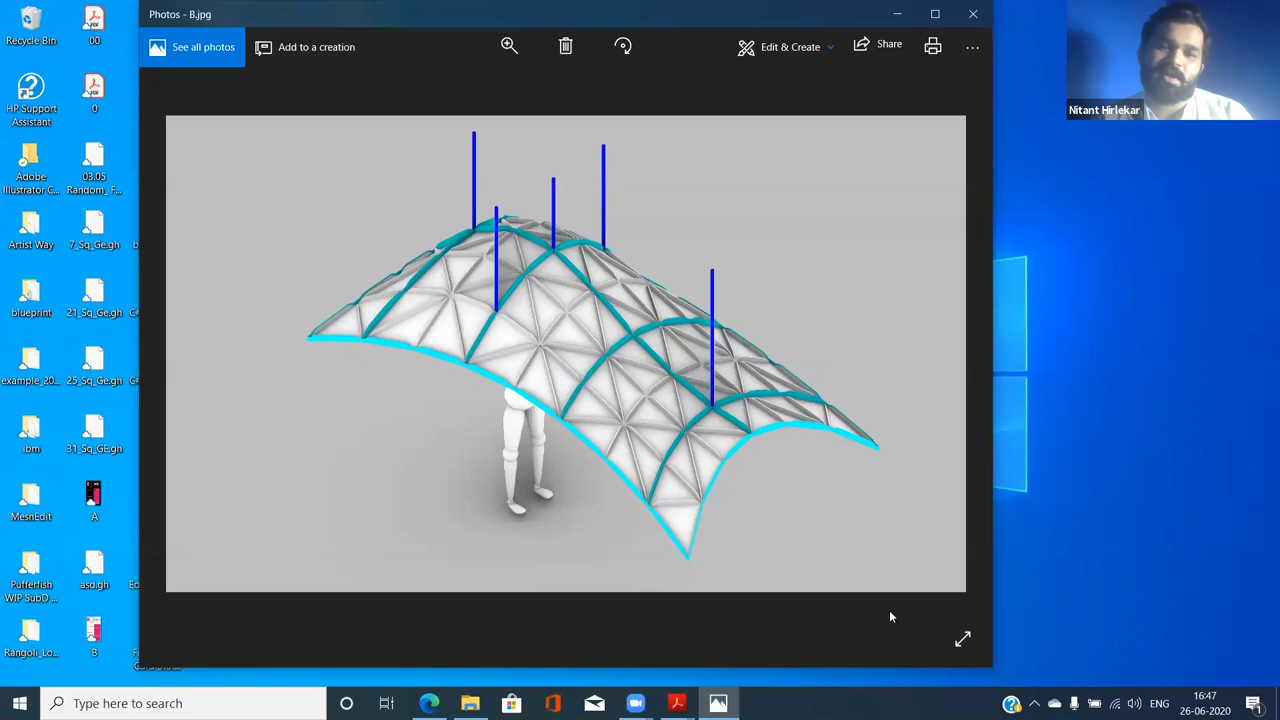 Photos - B.jpg
See all photos
Add to a creation
Edit & Create
Share
Nitant Hirlekar
Recycle Bin
00
HP Support
Assistant
0
Adobe
Illustrator C...
03.05
Random_ F...
Artist Way
7_Sq_Ge.gh
blueprint
21_Sq_Ge.gh
example_20...
25_Sq_Ge.gh
ibm
31_Sq_GE.gh
MeshEdit
A
Pufferfish
WIP SubD ...
asd.gh
Rangoli_Lo...
B
Type here to search
ENG
16:47
26-06-2020
1